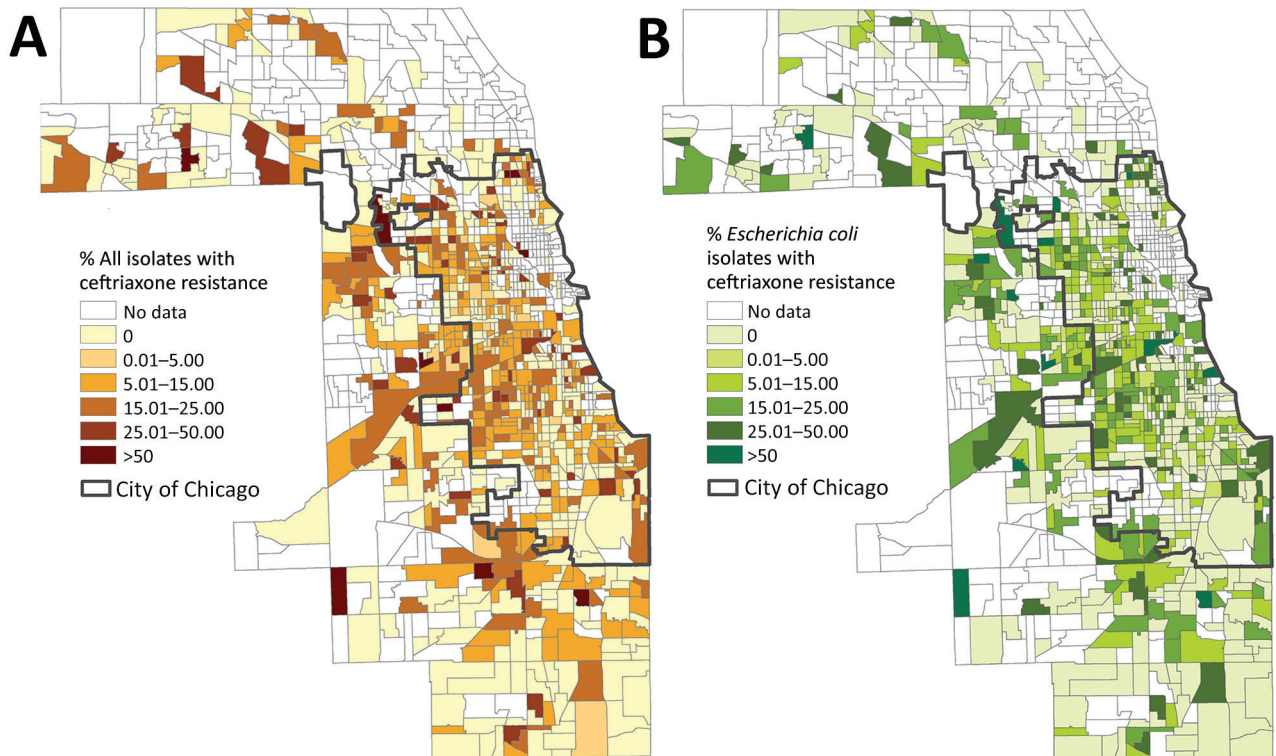 A
% All isolates with
ceftriaxone resistance
No data
0
0.01–5.00
5.01–15.00
15.01–25.00
25.01–50.00
>50
City of Chicago
B
% Escherichia coli
isolates with
ceftriaxone resistance
No data
0
0.01–5.00
5.01–15.00
15.01–25.00
25.01–50.00
>50
City of Chicago